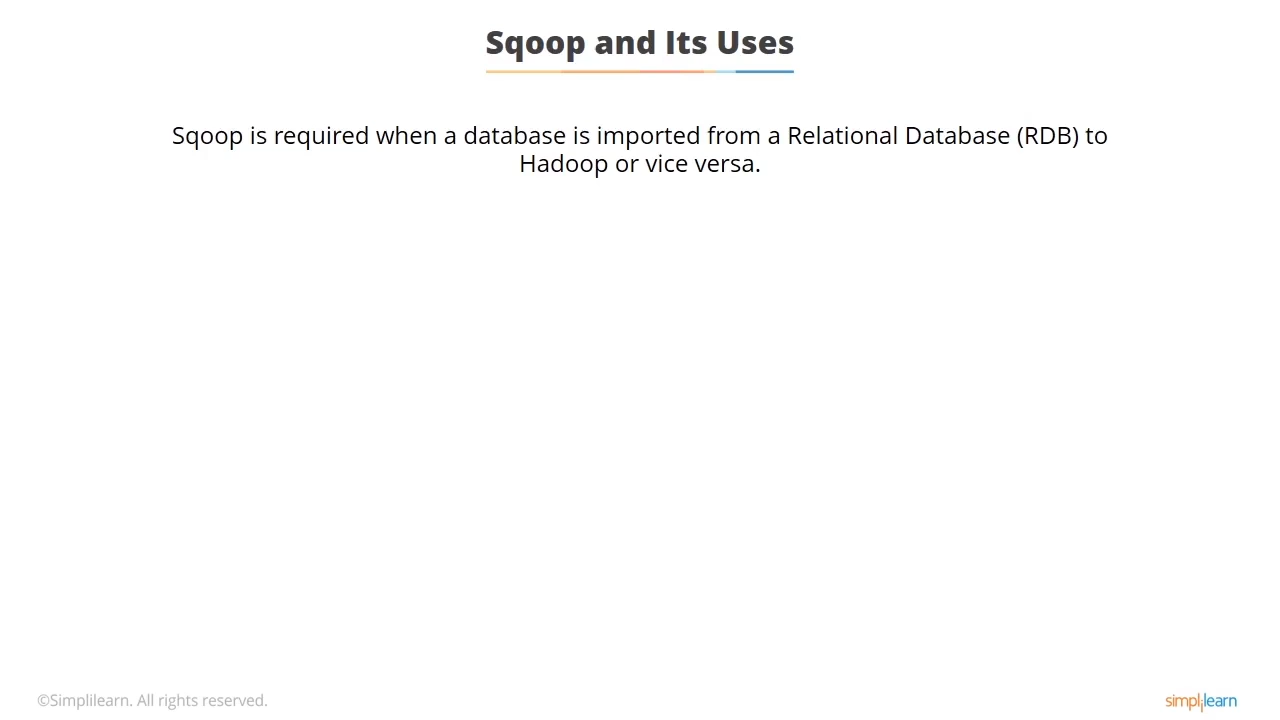 Sqoop and Its Uses
Sqoop is required when a database is imported from a Relational Database (RDB) to
Hadoop or vice versa.
©Simplilearn. All rights reserved.
simplilearn